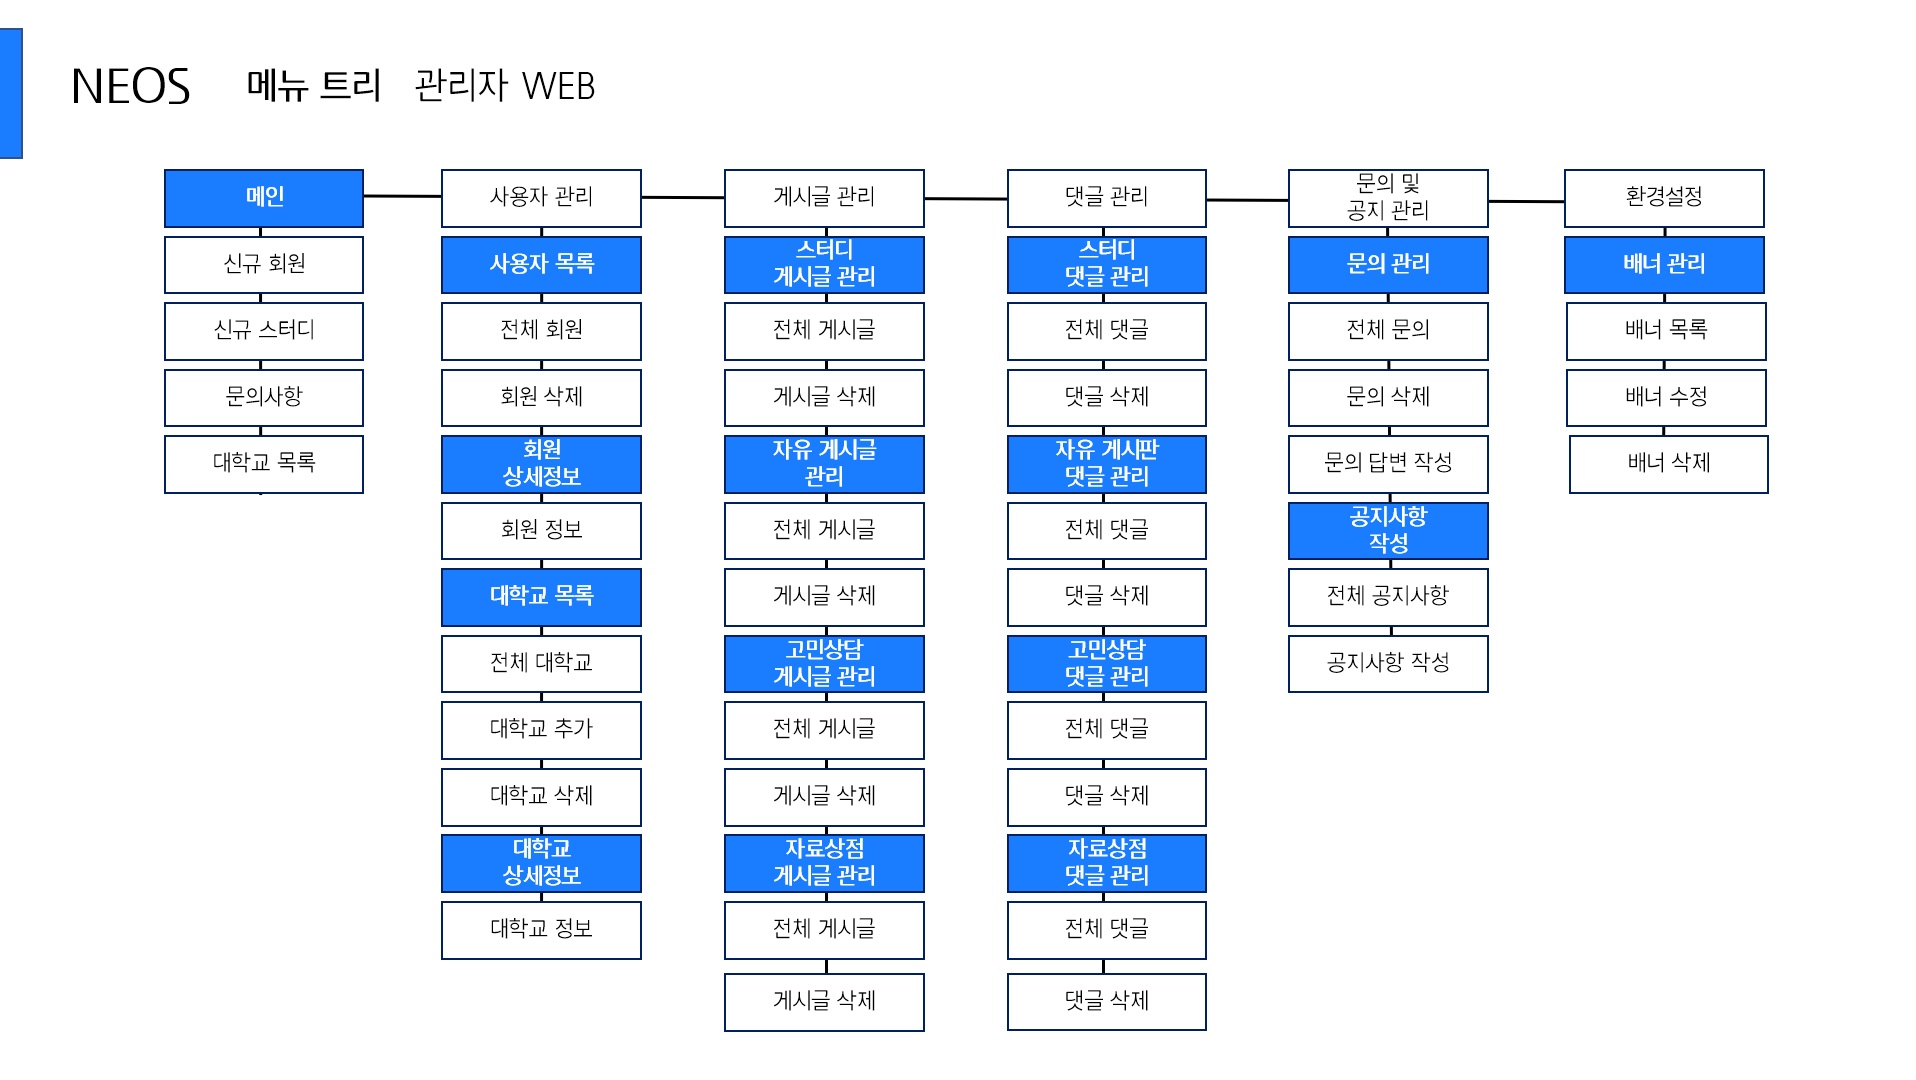 NEOS 메뉴 트리 관리자 WEB
메인
신규 회원
신규 스터디
문의사항
대학교 목록
사용자 관리
사용자 목록
전체 회원
회원 삭제
회원
상세정보
회원 정보
대학교 목록
전체 대학교
대학교 추가
대학교 삭제
대학교
상세정보
대학교 정보
게시글 관리
스터디
게시글 관리
전체 게시글
게시글 삭제
자유 게시글
관리
전체 게시글
게시글 삭제
고민상담
게시글 관리
전체 게시글
게시글 삭제
자료상점
게시글 관리
전체 게시글
게시글 삭제
댓글 관리
스터디
댓글 관리
전체 댓글
댓글 삭제
자유 게시판
댓글 관리
전체 댓글
댓글 삭제
고민상담
댓글 관리
전체 댓글
댓글 삭제
자료상점
댓글 관리
전체 댓글
댓글 삭제
문의 및
공지 관리
문의 관리
전체 문의
문의 삭제
문의 답변 작성
공지사항
작성
전체 공지사항
공지사항 작성
환경설정
배너 관리
배너 목록
배너 수정
배너 삭제